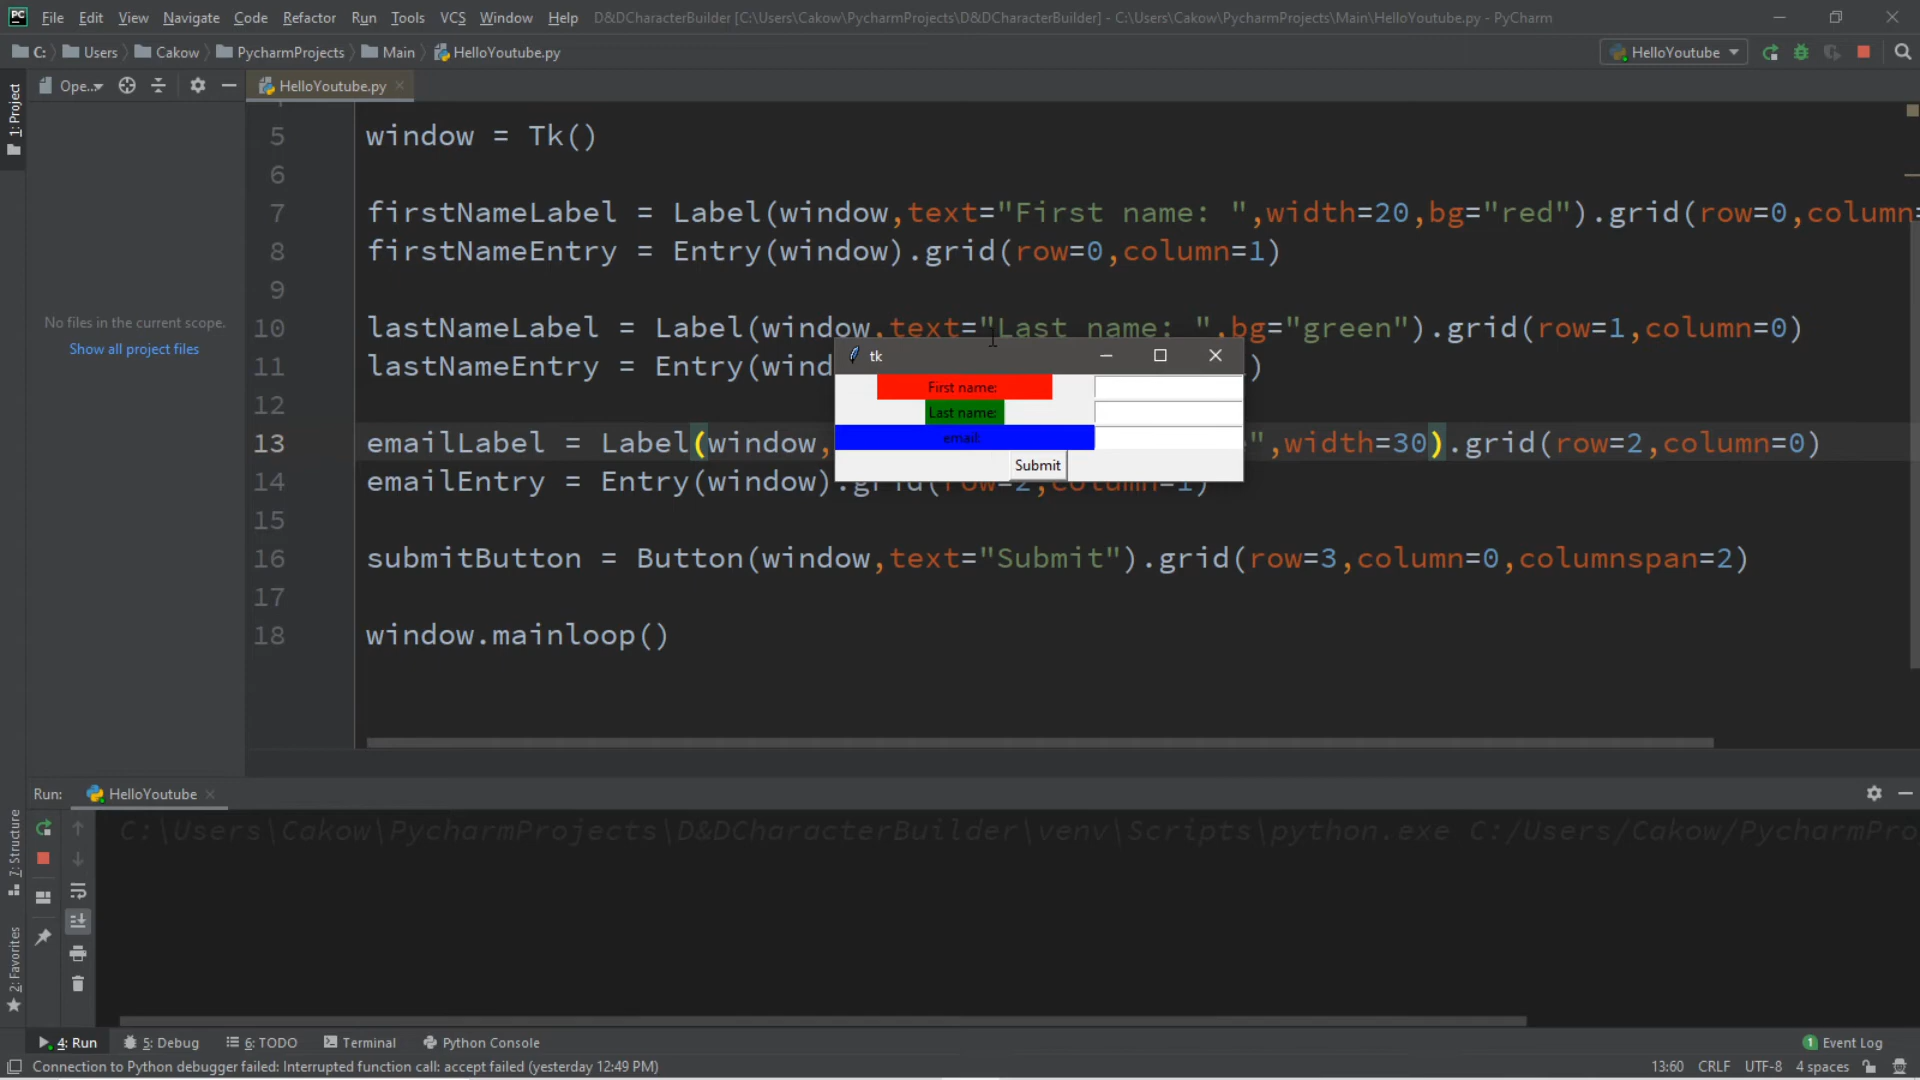 PC File Edit View Navigate Code Refactor Run Tools VCS Window Help D&DCharacterBuilder [C:\Users\Cakow\PycharmProjects\D&DCharacterBuilder] - C:\Users\Cakow\PycharmProjects\Main\HelloYoutube.py - PyCharm
C: Users Cakow PycharmProjects Main HelloYoutube.py HelloYoutube
1: Project
Ope... HelloYoutube.py
5 window = Tk()
6
7 firstNameLabel = Label(window,text="First name: ",width=20,bg="red").grid(row=0,column=
8 firstNameEntry = Entry(window).grid(row=0,column=1)
9
No files in the current scope.
Show all project files
10 lastNameLabel = Label(window,text="Last name: ",bg="green").grid(row=1,column=0)
11 lastNameEntry = Entry(wind )
12
13 emailLabel = Label(window, ",width=30).grid(row=2,column=0)
14 emailEntry = Entry(window).grid(row=2,column=1)
15
16 submitButton = Button(window,text="Submit").grid(row=3,column=0,columnspan=2)
17
18 window.mainloop()
tk
First name:
Last name:
email:
Submit
Run: HelloYoutube
C:\Users\Cakow\PycharmProjects\D&DCharacterBuilder\venv\Scripts\python.exe C:/Users/Cakow/PycharmPro
7: Structure
2: Favorites
4: Run 5: Debug 6: TODO Terminal Python Console 1 Event Log
Connection to Python debugger failed: Interrupted function call: accept failed (yesterday 12:49 PM) 13:60 CRLF UTF-8 4 spaces